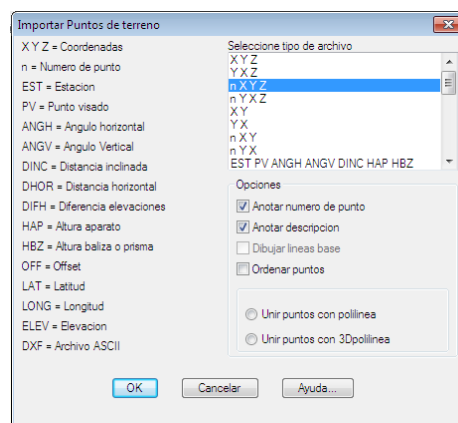 Importar Puntos de terreno
X Y Z = Coordenadas
n = Numero de punto
EST = Estacion
PV = Punto visado
ANGH = Angulo horizontal
ANGV = Angulo Vertical
DINC = Distancia inclinada
DHOR = Distancia horizontal
DIFH = Diferencia elevaciones
HAP = Altura aparato
HBZ = Altura baliza o prisma
OFF = Offset
LAT = Latitud
LONG = Longitud
ELEV = Elevacion
DXF = Archivo ASCII
Seleccione tipo de archivo
X Y Z
Y X Z
n X Y Z
n Y X Z
X Y
Y X
n X Y
n Y X
EST PV ANGH ANGV DINC HAP HBZ
Opciones
Anotar numero de punto
Anotar descripcion
Dibujar lineas base
Ordenar puntos
Unir puntos con polilinea
Unir puntos con 3Dpolilinea
OK
Cancelar
Ayuda...